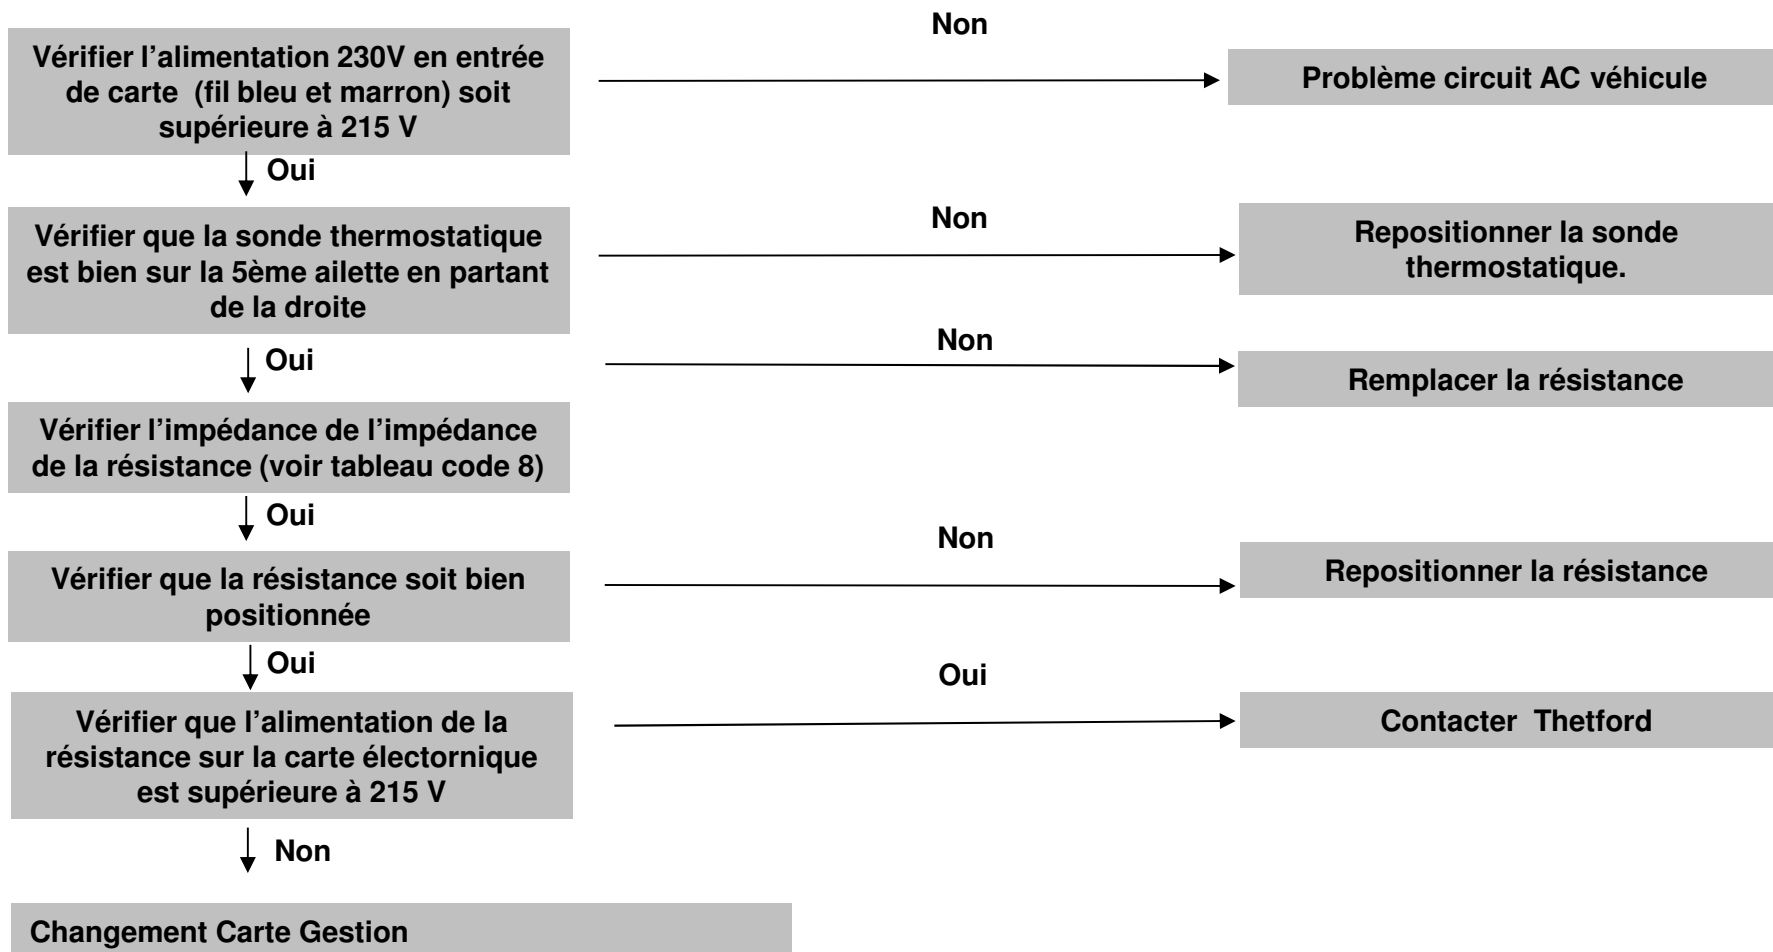 Non
Vérifier l'alimentation 230V en entrée
de carte (fil bleu et marron) soit
supérieure à 215 V
Problème circuit AC véhicule
Oui
Vérifier que la sonde thermostatique
est bien sur la 5ème ailette en partant
de la droite
Non
Repositionner la sonde
thermostatique.
Oui
Non
Remplacer la résistance
Vérifier l'impédance de l'impédance
de la résistance (voir tableau code 8)
Oui
Vérifier que la résistance soit bien
positionnée
Non
Repositionner la résistance
Oui
Vérifier que l'alimentation de la
résistance sur la carte électornique
est supérieure à 215 V
Oui
Contacter Thetford
Non
Changement Carte Gestion